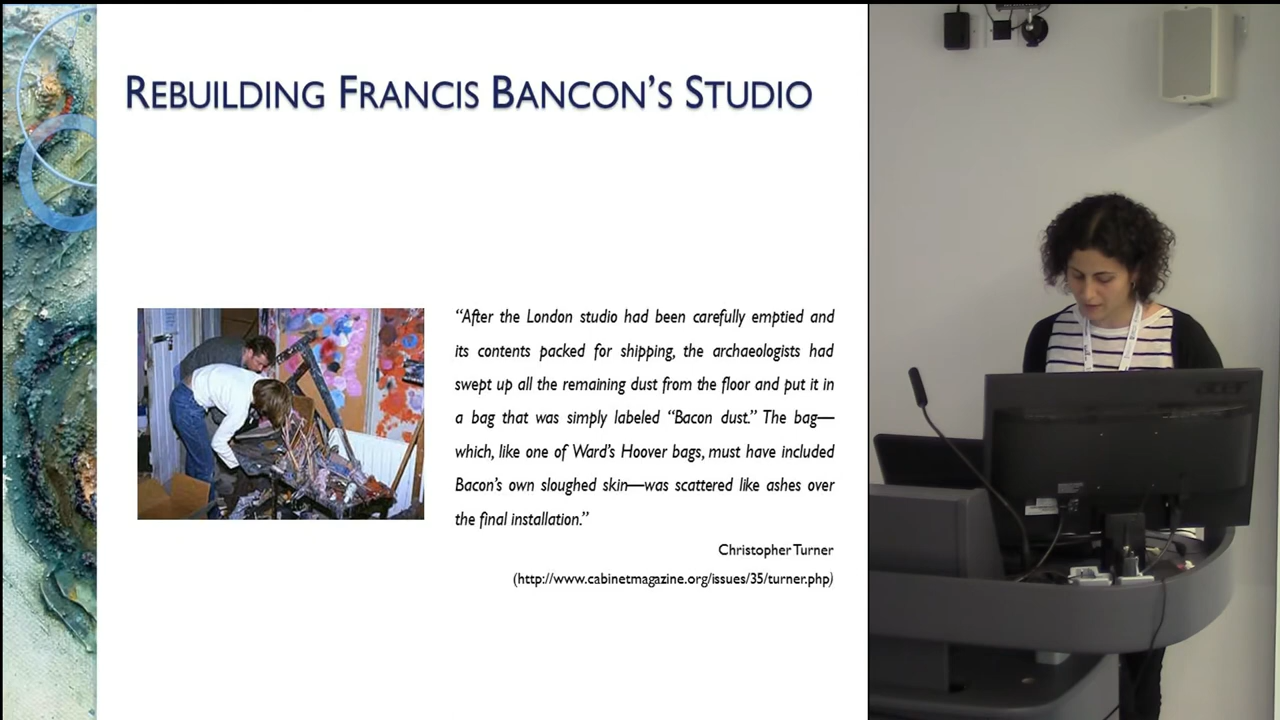 REBUILDING FRANCIS BANCON'S STUDIO
“After the London studio had been carefully emptied and
its contents packed for shipping, the archaeologists had
swept up all the remaining dust from the floor and put it in
a bag that was simply labeled “Bacon dust.” The bag—
which, like one of Ward’s Hoover bags, must have included
Bacon’s own sloughed skin—was scattered like ashes over
the final installation.”
Christopher Turner
(http://www.cabinetmagazine.org/issues/35/turner.php)